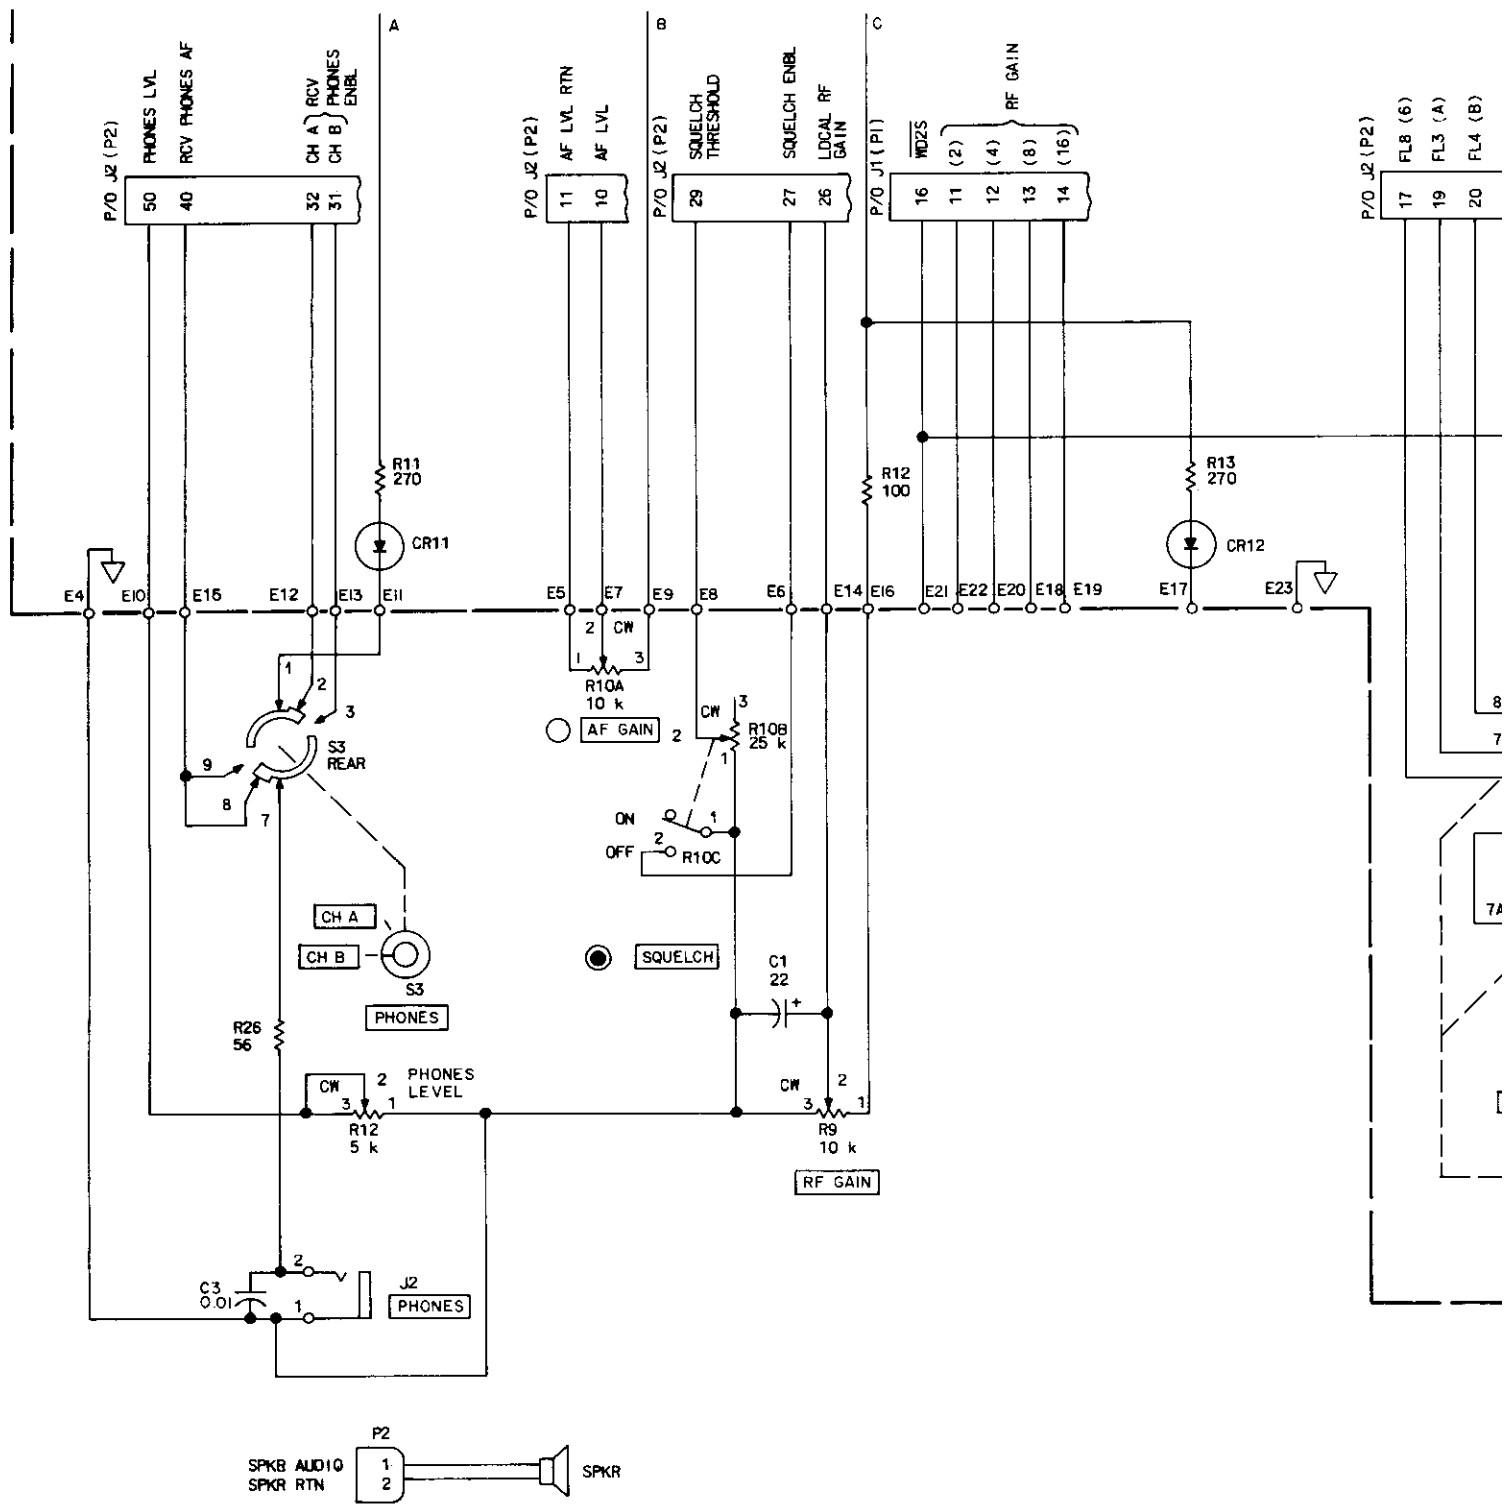 A
B
C
P/O J2 (P2)
PHONES LVL
RCV PHONES AF
CH A } RCV
CH B } PHONES
ENBL
50
40
32
31
P/O J2 (P2)
AF LVL RTN
AF LVL
11
10
P/O J2 (P2)
SQUELCH
THRESHOLD
SQUELCH ENBL
LOCAL RF
GAIN
29
27
26
P/O J1 (P1)
WD2S
(2)
(4)
(8)
(16)
RF GAIN
16
11
12
13
14
P/O J2 (P2)
FL8 (6)
FL3 (A)
FL4 (B)
17
19
20
R11
270
CR11
R12
100
R13
270
CR12
E4
E10
E15
E12
E13
E11
E5
E7
E9
E8
E6
E14
E16
E21
E22
E20
E18
E19
E17
E23
1
2
3
S3
REAR
9
8
7
2
CW
1
3
R10A
10 k
AF GAIN
CW
3
2
R10B
25 k
1
ON
1
2
OFF
R10C
8
7
7A
CH A
CH B
S3
PHONES
SQUELCH
C1
22
+
R26
56
CW
2
PHONES
LEVEL
3
1
R12
5 k
CW
2
3
1
R9
10 k
RF GAIN
2
C3
0.01
1
J2
PHONES
P2
SPKR AUDIO
1
SPKR RTN
2
SPKR